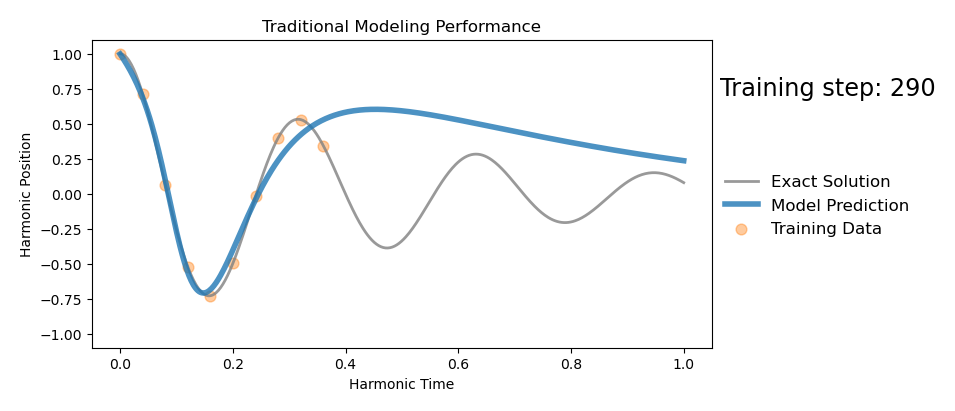 Traditional Modeling Performance
Training step: 290
1.00
0.75
0.50
0.25
0.00
−0.25
−0.50
−0.75
−1.00
Harmonic Position
0.0 0.2 0.4 0.6 0.8 1.0
Harmonic Time
Exact Solution
Model Prediction
Training Data